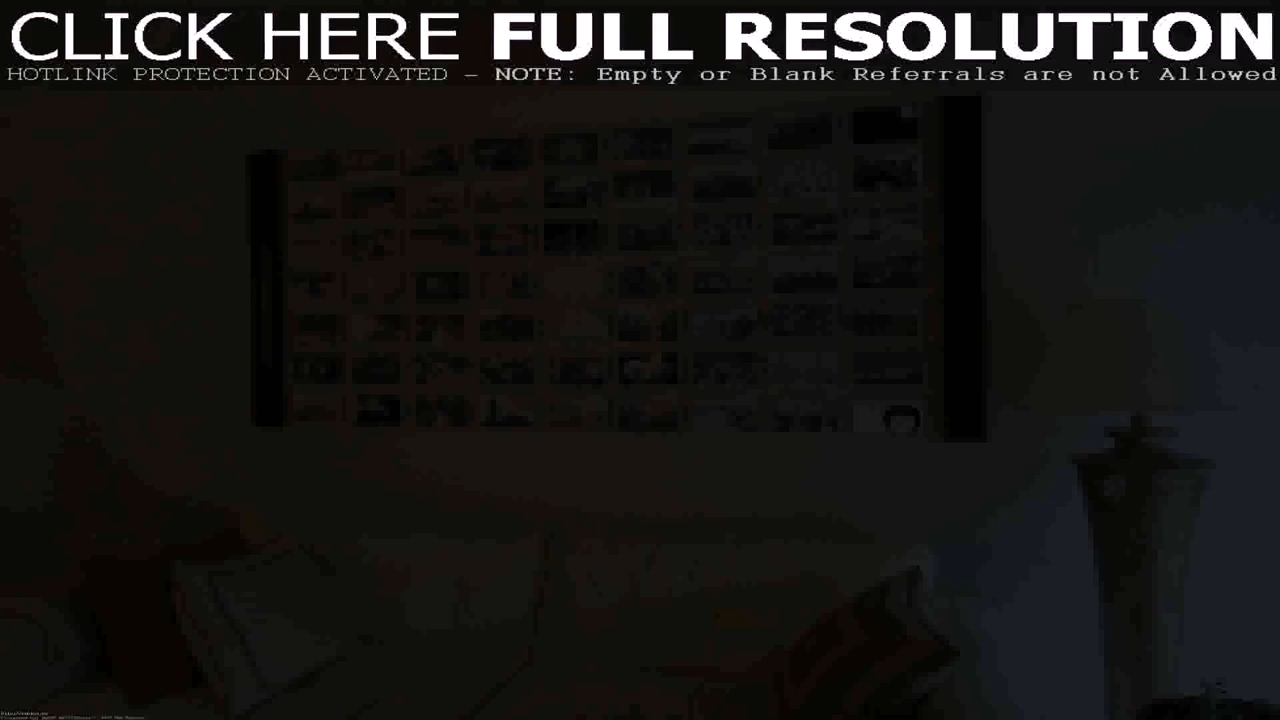 CLICK HERE FULL RESOLUTION
HOTLINK PROTECTION ACTIVATED – NOTE: Empty or Blank Referrals are not Allowed